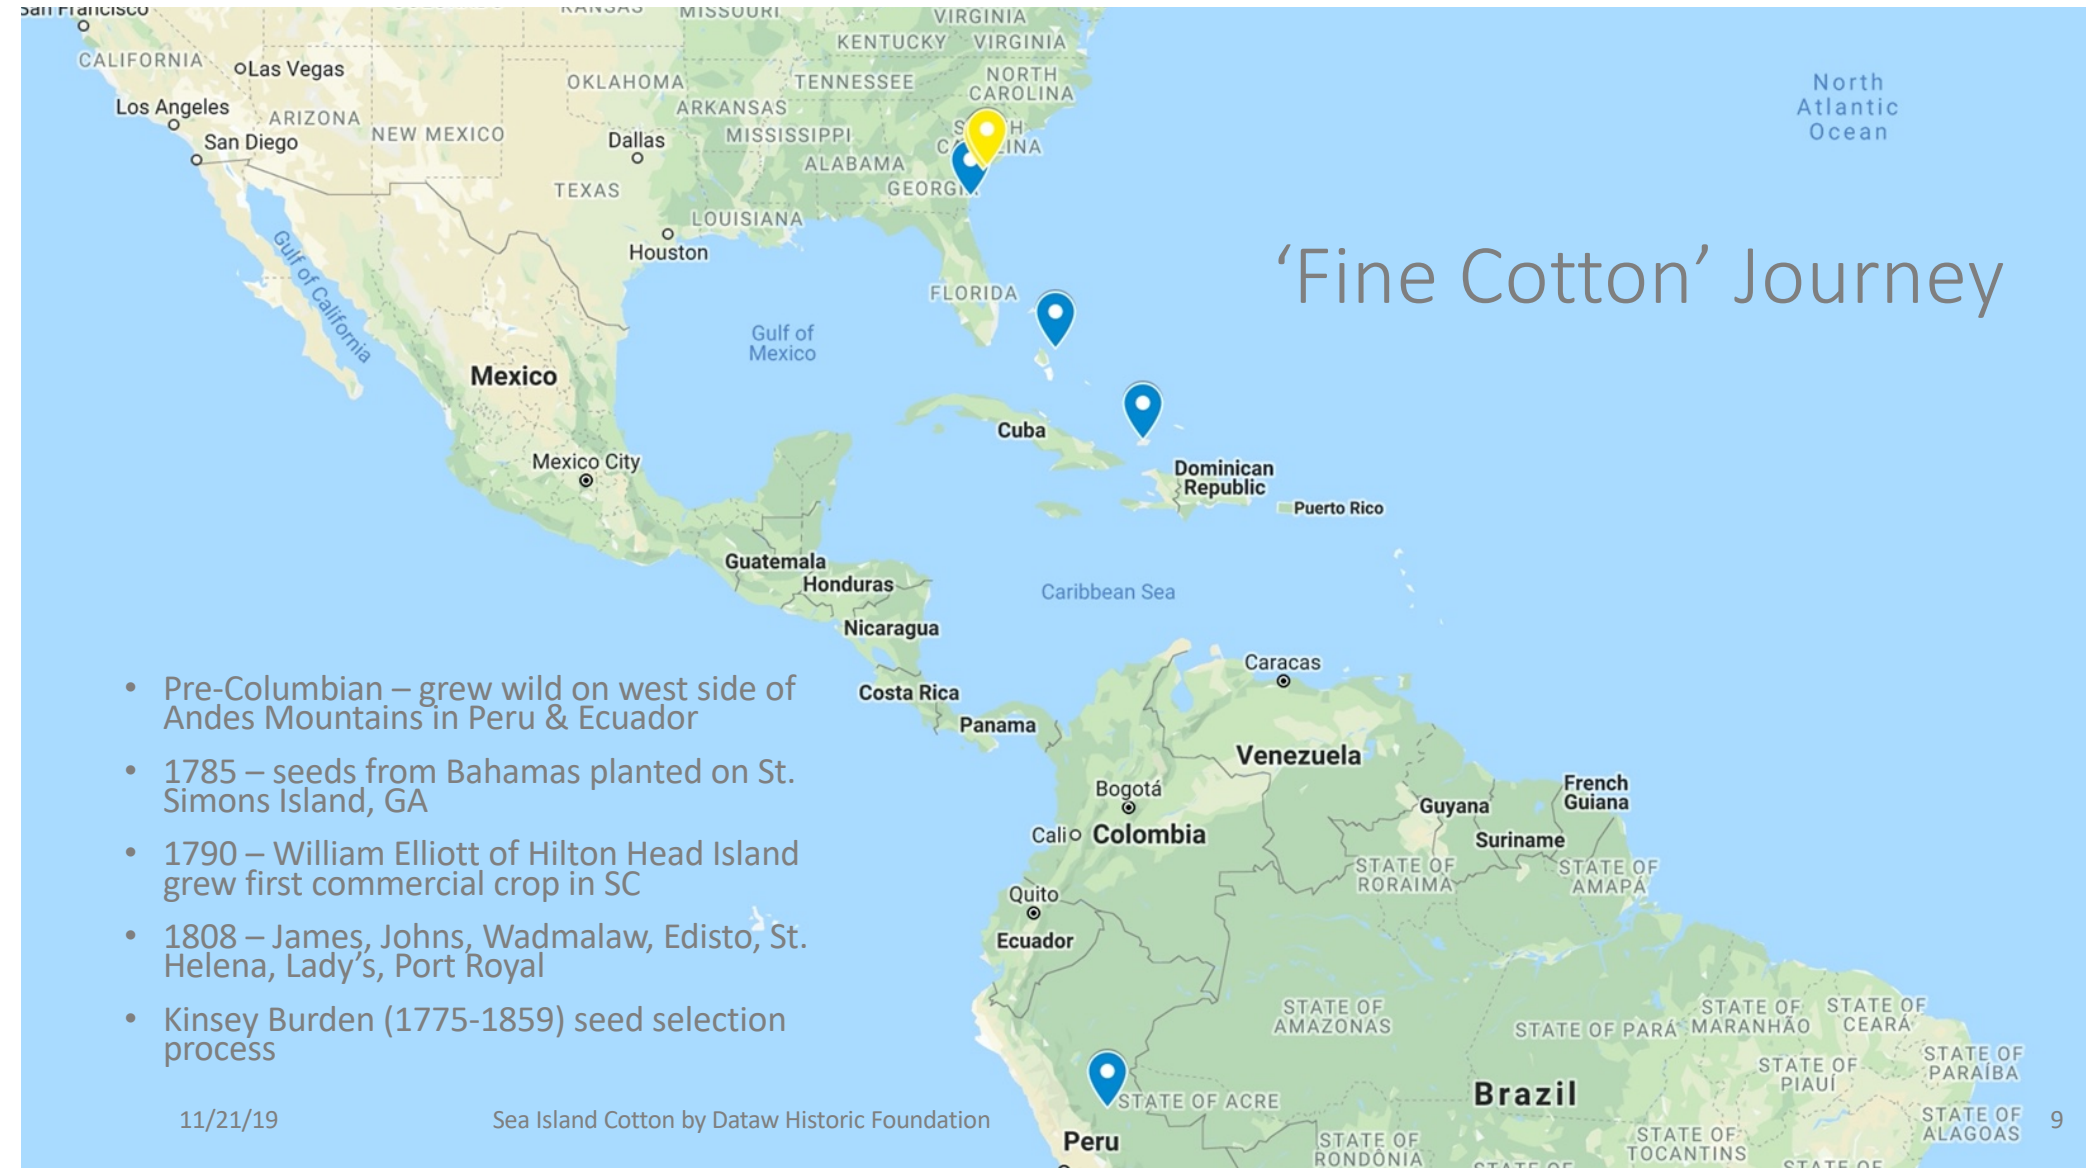 San Francisco
COLORADO
KANSAS
MISSOURI
VIRGINIA
KENTUCKY
VIRGINIA
CALIFORNIA
Las Vegas
OKLAHOMA
TENNESSEE
NORTH
CAROLINA
North
Atlantic
Ocean
Los Angeles
ARIZONA
NEW MEXICO
ARKANSAS
San Diego
Dallas
MISSISSIPPI
ALABAMA
TEXAS
LOUISIANA
Houston
Gulf of California
FLORIDA
‘Fine Cotton’ Journey
Gulf of
Mexico
Mexico
Cuba
Mexico City
Dominican
Republic
Puerto Rico
Guatemala
Honduras
Caribbean Sea
Nicaragua
Caracas
Costa Rica
Panama
Venezuela
Bogotá
French
Guiana
Guyana
Cali
Colombia
Suriname
STATE OF
RORAIMA
STATE OF
AMAPÁ
Quito
Ecuador
STATE OF
AMAZONAS
STATE OF PARÁ
STATE OF
MARANHÃO
STATE OF
CEARÁ
STATE OF
PIAUÍ
STATE OF
PARAÍBA
STATE OF ACRE
Brazil
STATE OF
ALAGOAS
Peru
STATE OF
RONDÔNIA
STATE OF
TOCANTINS
• Pre-Columbian – grew wild on west side of
Andes Mountains in Peru & Ecuador
• 1785 – seeds from Bahamas planted on St.
Simons Island, GA
• 1790 – William Elliott of Hilton Head Island
grew first commercial crop in SC
• 1808 – James, Johns, Wadmalaw, Edisto, St.
Helena, Lady’s, Port Royal
• Kinsey Burden (1775-1859) seed selection
process
11/21/19
Sea Island Cotton by Dataw Historic Foundation
9